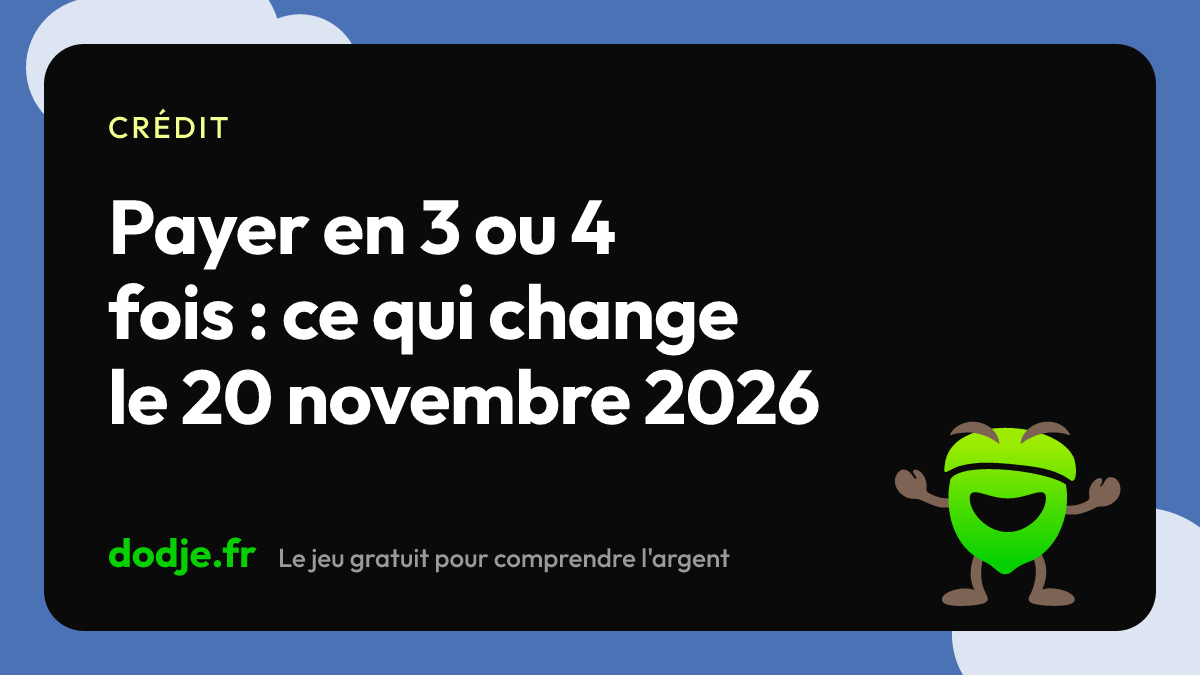 CRÉDIT
Payer en 3 ou 4
fois : ce qui change
le 20 novembre 2026
dodje.fr Le jeu gratuit pour comprendre l'argent